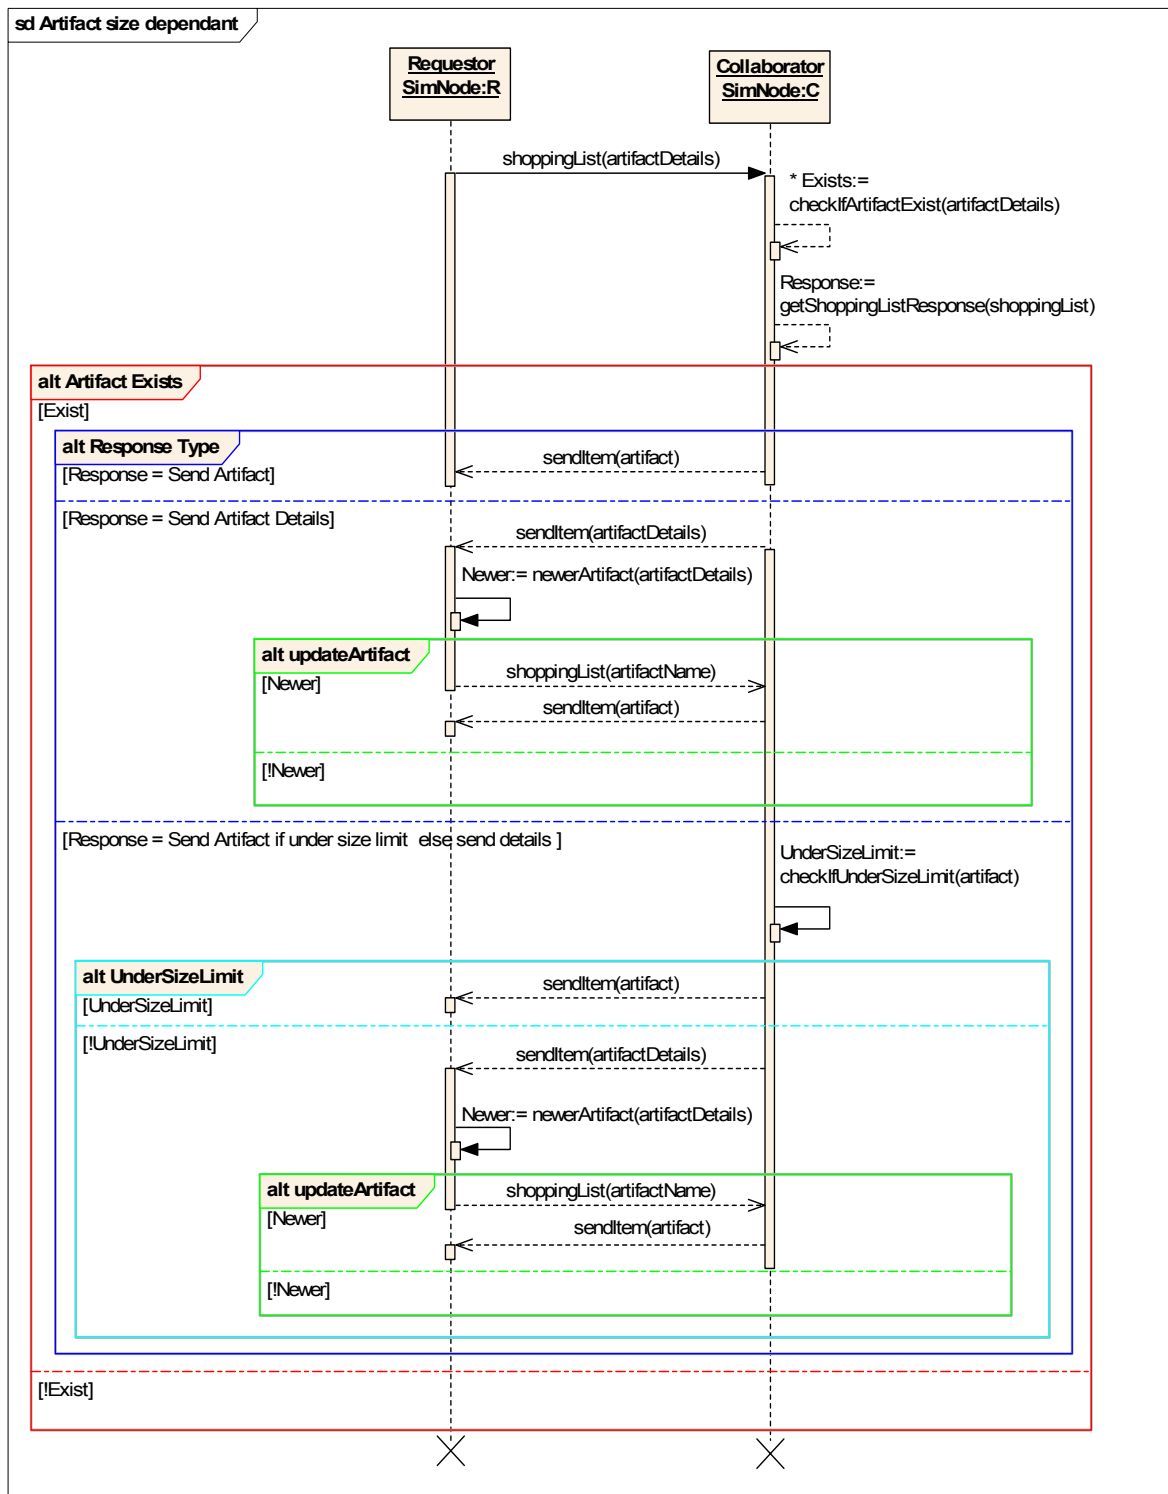 sd Artifact size dependant
Requestor
SimNode:R
Collaborator
SimNode:C
shoppingList(artifactDetails)
* Exists:=
checkIfArtifactExist(artifactDetails)
Response:=
getShoppingListResponse(shoppingList)
alt Artifact Exists
[Exist]
alt Response Type
[Response = Send Artifact]
sendItem(artifact)
[Response = Send Artifact Details]
sendItem(artifactDetails)
Newer:= newerArtifact(artifactDetails)
alt updateArtifact
[Newer]
shoppingList(artifactName)
sendItem(artifact)
[!Newer]
[Response = Send Artifact if under size limit  else send details ]
UnderSizeLimit:=
checkIfUnderSizeLimit(artifact)
alt UnderSizeLimit
[UnderSizeLimit]
sendItem(artifact)
[!UnderSizeLimit]
sendItem(artifactDetails)
Newer:= newerArtifact(artifactDetails)
alt updateArtifact
[Newer]
shoppingList(artifactName)
sendItem(artifact)
[!Newer]
[!Exist]